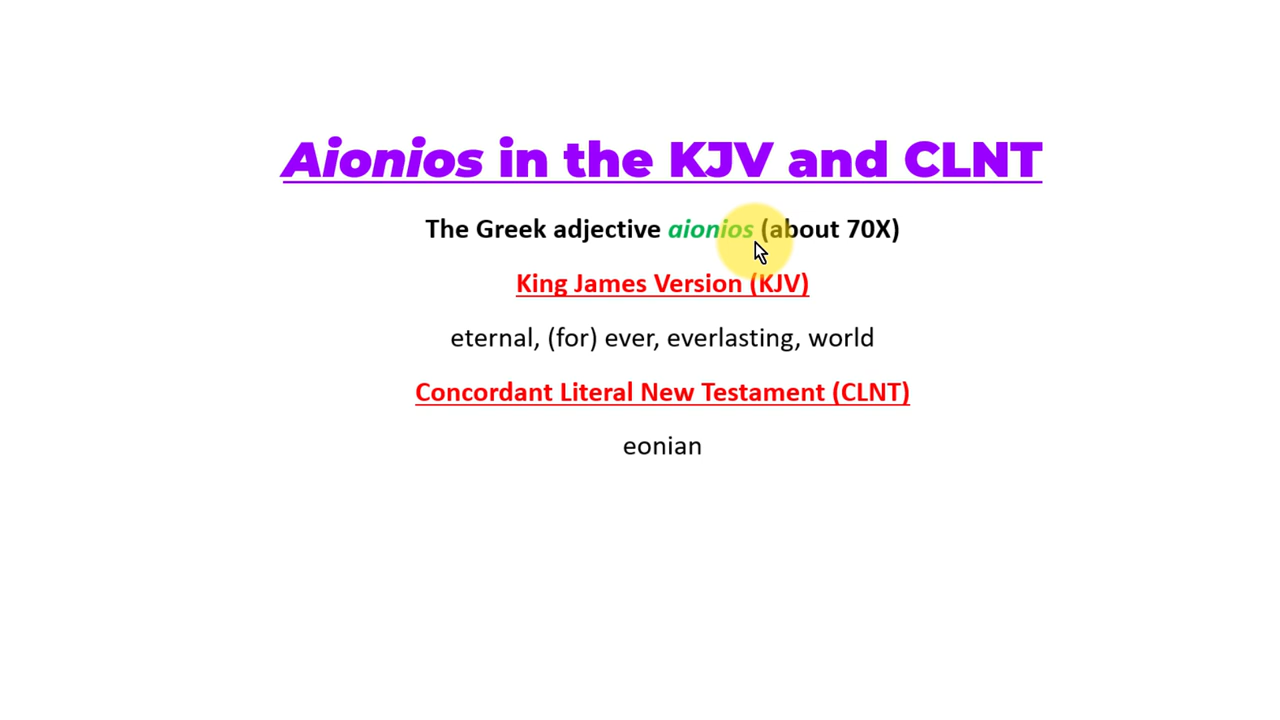 Aionios in the KJV and CLNT
The Greek adjective aionios (about 70X)
King James Version (KJV)
eternal, (for) ever, everlasting, world
Concordant Literal New Testament (CLNT)
eonian